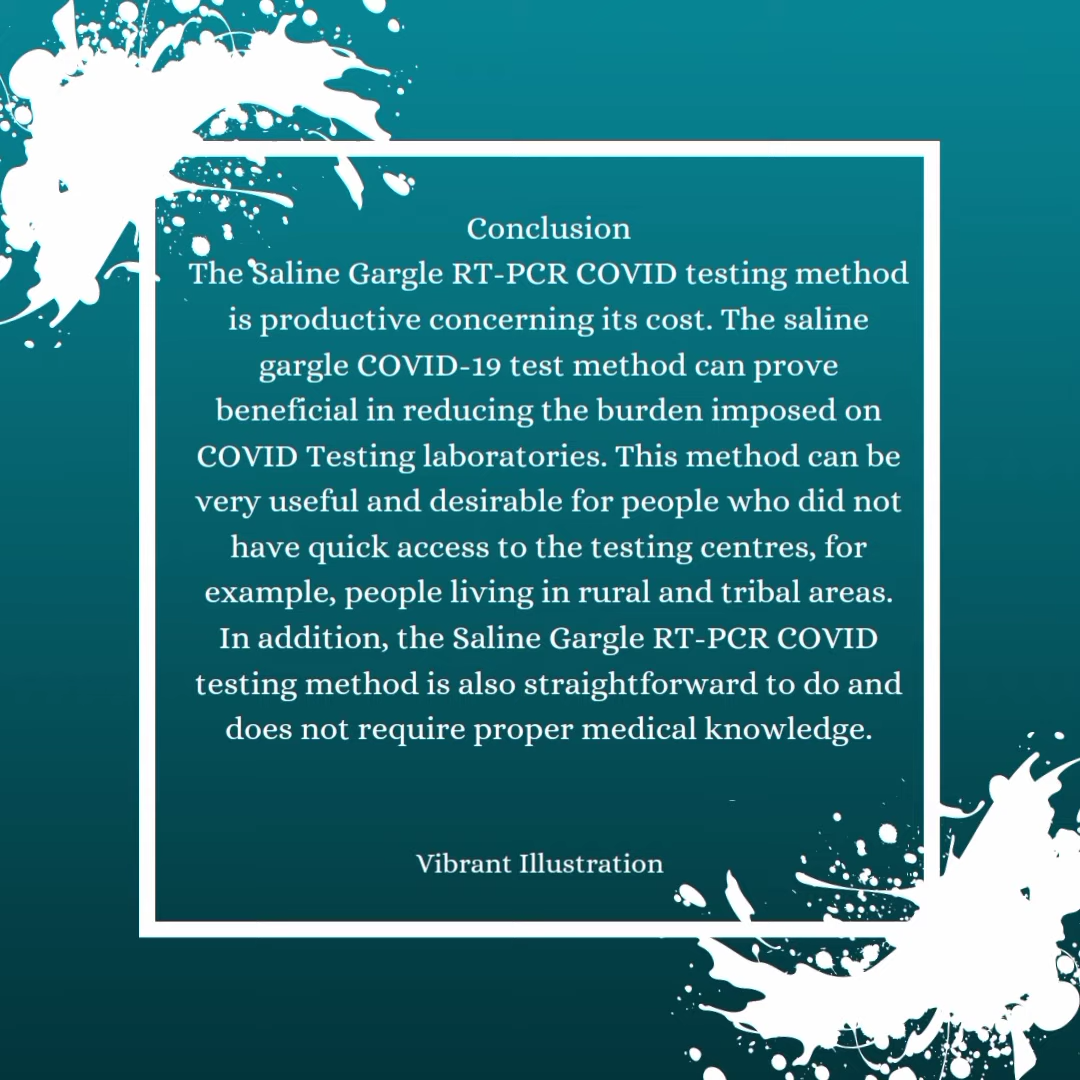 Conclusion
The Saline Gargle RT-PCR COVID testing method
is productive concerning its cost. The saline
gargle COVID-19 test method can prove
beneficial in reducing the burden imposed on
COVID Testing laboratories. This method can be
very useful and desirable for people who did not
have quick access to the testing centres, for
example, people living in rural and tribal areas.
In addition, the Saline Gargle RT-PCR COVID
testing method is also straightforward to do and
does not require proper medical knowledge.
Vibrant Illustration